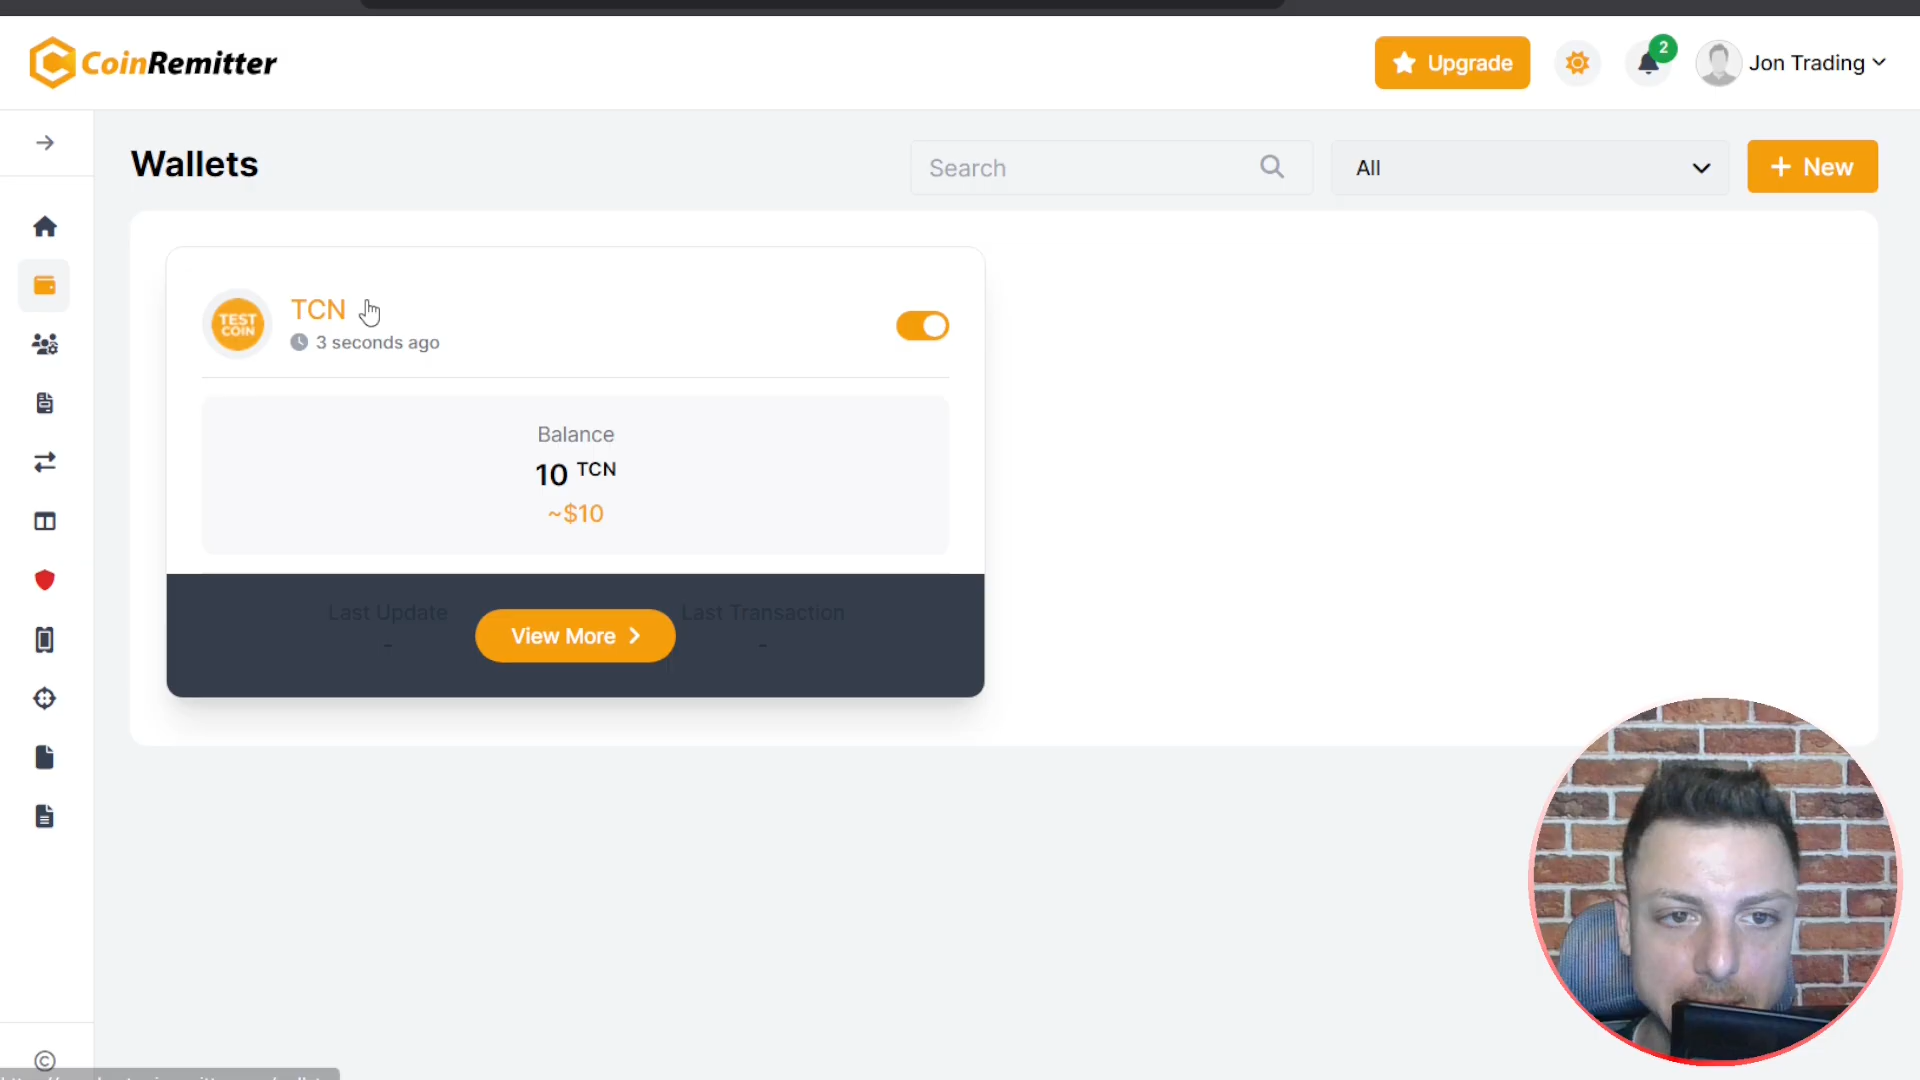 CoinRemitter
Upgrade
2
Jon Trading
Wallets
Search
All
+ New
TEST
COIN
TCN
3 seconds ago
Balance
10 TCN
~$10
Last Update
View More
Last Transaction
-
-